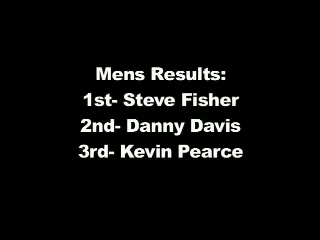 Mens Results:
1st- Steve Fisher
2nd- Danny Davis
3rd- Kevin Pearce